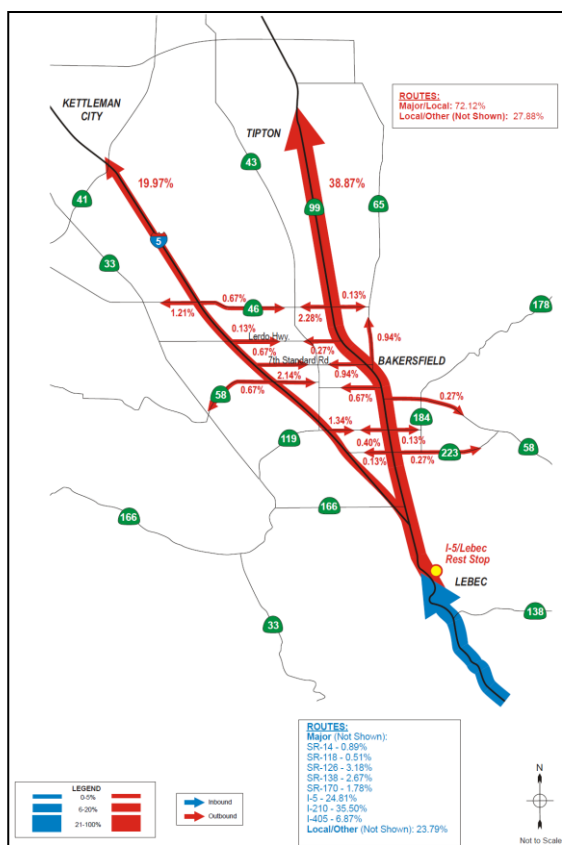 KETTLEMAN
CITY
TIPTON
ROUTES:
Major/Local: 72.12%
Local/Other (Not Shown): 27.88%
43
19.97%
38.87%
41
99
65
5
33
178
0.67%
0.13%
46
1.21%
2.28%
0.13%
0.94%
Lerdo Hwy.
0.67%
0.27%
7th Standard Rd.
BAKERSFIELD
2.14%
0.94%
0.67%
0.67%
0.27%
58
1.34%
184
119
0.40%
0.13%
58
0.13%
0.27%
223
166
166
I-5/Lebec
Rest Stop
LEBEC
138
33
ROUTES:
Major (Not Shown):
SR-14 - 0.89%
SR-118 - 0.51%
SR-126 - 3.18%
SR-138 - 2.67%
SR-170 - 1.78%
I-5 - 24.81%
I-210 - 35.50%
I-405 - 6.87%
Local/Other (Not Shown): 23.79%
LEGEND
0-5%
6-20%
21-100%
Inbound
Outbound
N
Not to Scale